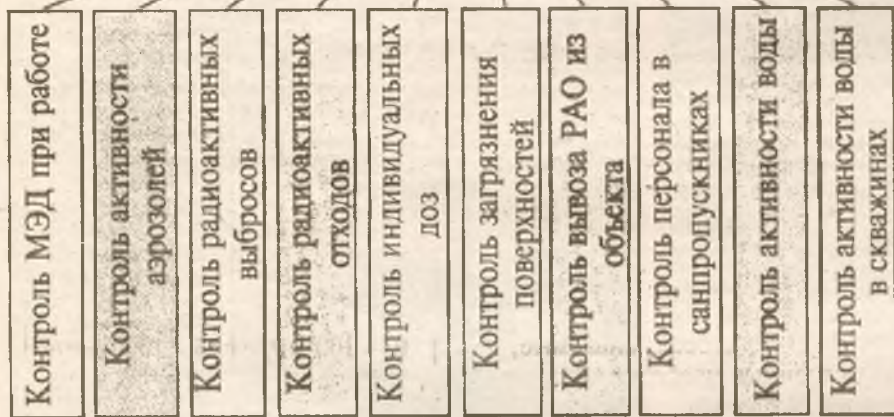 Контроль МЭД при работе
Контроль активности
аэрозолей
Контроль радиоактивных
выбросов
Контроль радиоактивных
отходов
Контроль индивидуальных
доз
Контроль загрязнения
поверхностей
Контроль вывоза РАО из
объекта
Контроль персонала в
санпропускниках
Контроль активности воды
Контроль активности воды
в скважинах